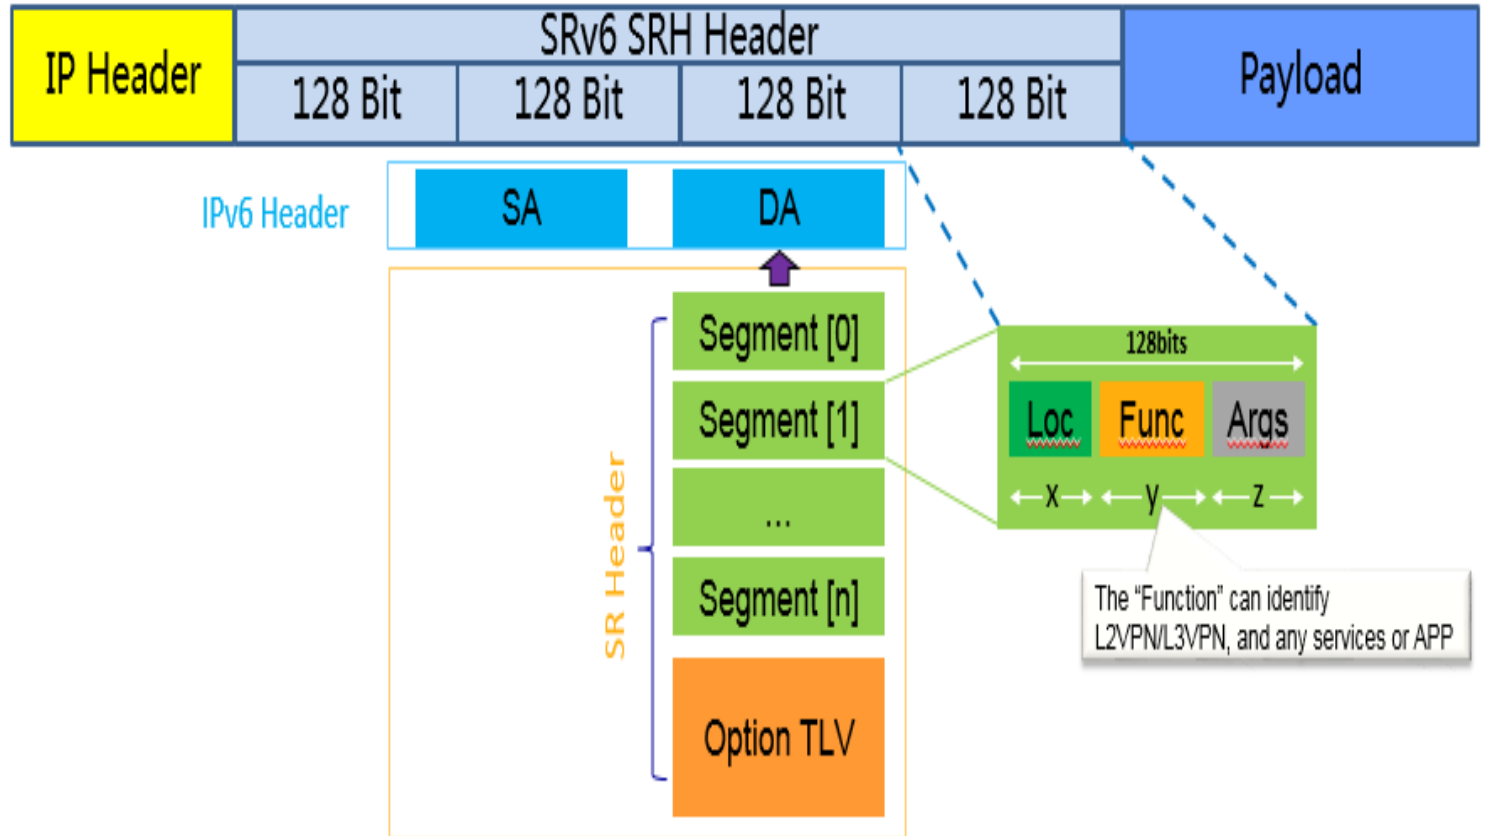 IP Header
SRv6 SRH Header
128 Bit
128 Bit
128 Bit
128 Bit
Payload
IPv6 Header
SA
DA
SR Header
Segment [0]
Segment [1]
...
Segment [n]
Option TLV
128bits
Loc
Func
Args
x
y
z
The “Function” can identify
L2VPN/L3VPN, and any services or APP